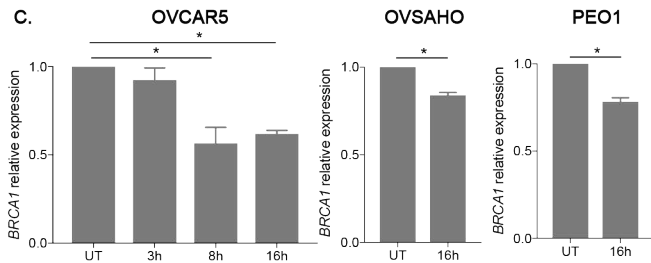 C.
OVCAR5
*
*
BRCA1 relative expression
1.0
0.5
0.0
UT 3h 8h 16h
OVSAHO
*
BRCA1 relative expression
1.0
0.5
0.0
UT 16h
PEO1
*
BRCA1 relative expression
1.0
0.5
0.0
UT 16h